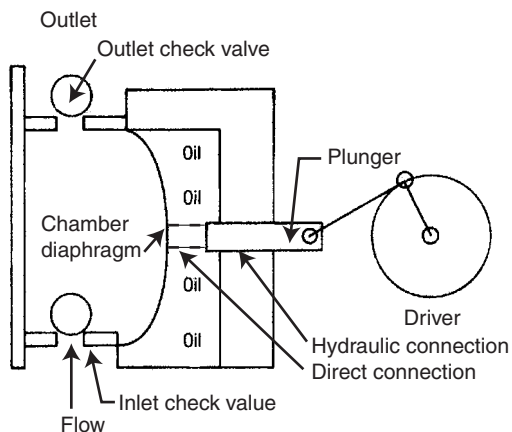 Outlet
Outlet check valve
Oil
Plunger
Oil
Chamber
diaphragm
Oil
Driver
Oil
Hydraulic connection
Direct connection
Inlet check value
Flow